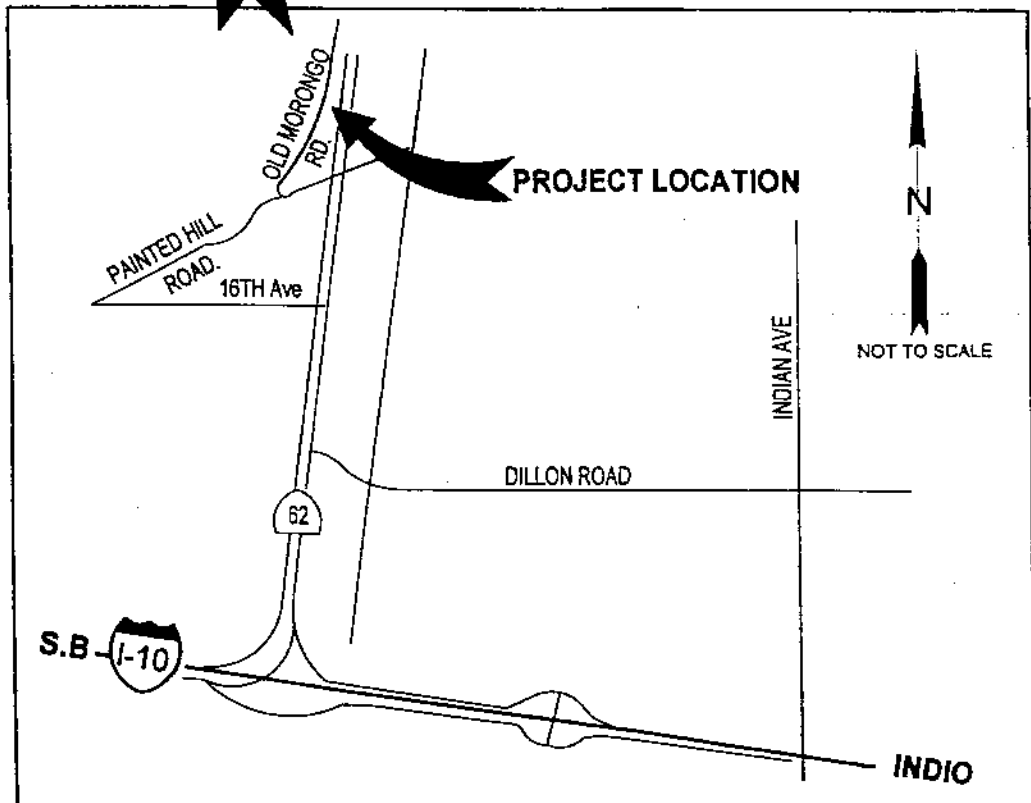 OLD MORONGO
RD.
PROJECT LOCATION
N
PAINTED HILL
ROAD.
16TH Ave
INDIAN AVE
NOT TO SCALE
DILLON ROAD
62
S.B
I-10
INDIO